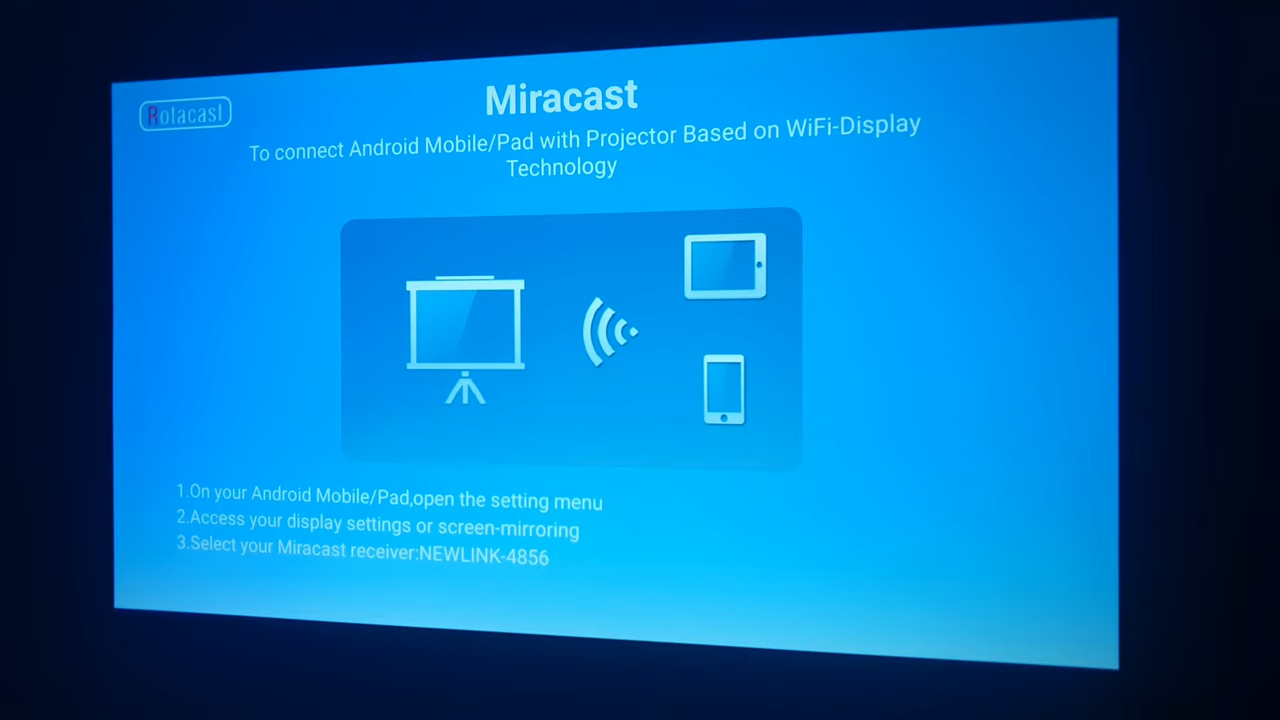 Rotacast
Miracast
To connect Android Mobile/Pad with Projector Based on WiFi-Display
Technology
1.On your Android Mobile/Pad,open the setting menu
2.Access your display settings or screen-mirroring
3.Select your Miracast receiver:NEWLINK-4856